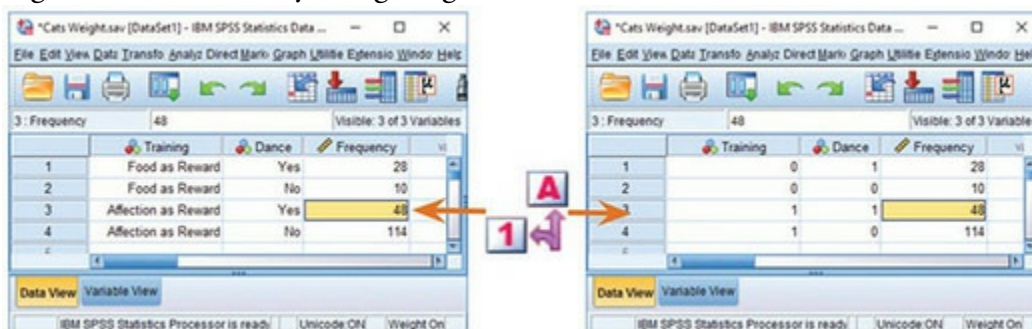 *Cats Weight.sav [DataSet1] - IBM SPSS Statistics Data ...
File Edit View Data Transfo Analyz Direct Mark Graph Utilitie Extensio Windo Help
3 : Frequency 48 Visible: 3 of 3 Variables
Training Dance Frequency
1 Food as Reward Yes 28
2 Food as Reward No 10
3 Affection as Reward Yes 48
4 Affection as Reward No 114
Data View Variable View
IBM SPSS Statistics Processor is ready Unicode:ON Weight On
A
1
*Cats Weight.sav [DataSet1] - IBM SPSS Statistics Data ...
File Edit View Data Transfo Analyz Direct Mark Graph Utilitie Extensio Windo Hel
3 : Frequency 48 Visible: 3 of 3 Variables
Training Dance Frequency
1 0 1 28
2 0 0 10
3 1 1 48
4 1 0 114
Data View Variable View
IBM SPSS Statistics Processor is ready Unicode:ON Weight On